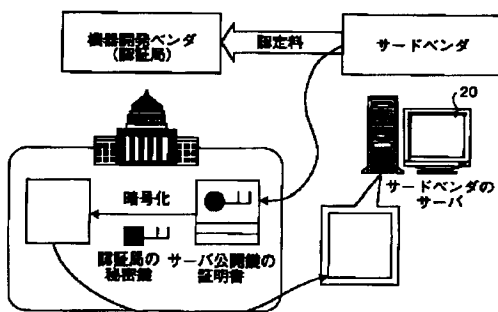 機器開発ベンダ
(認証局)
認定料
サードベンダ
20
サードベンダの
サーバ
暗号化
認証局の
秘密鍵
サーバ公開鍵の
証明書